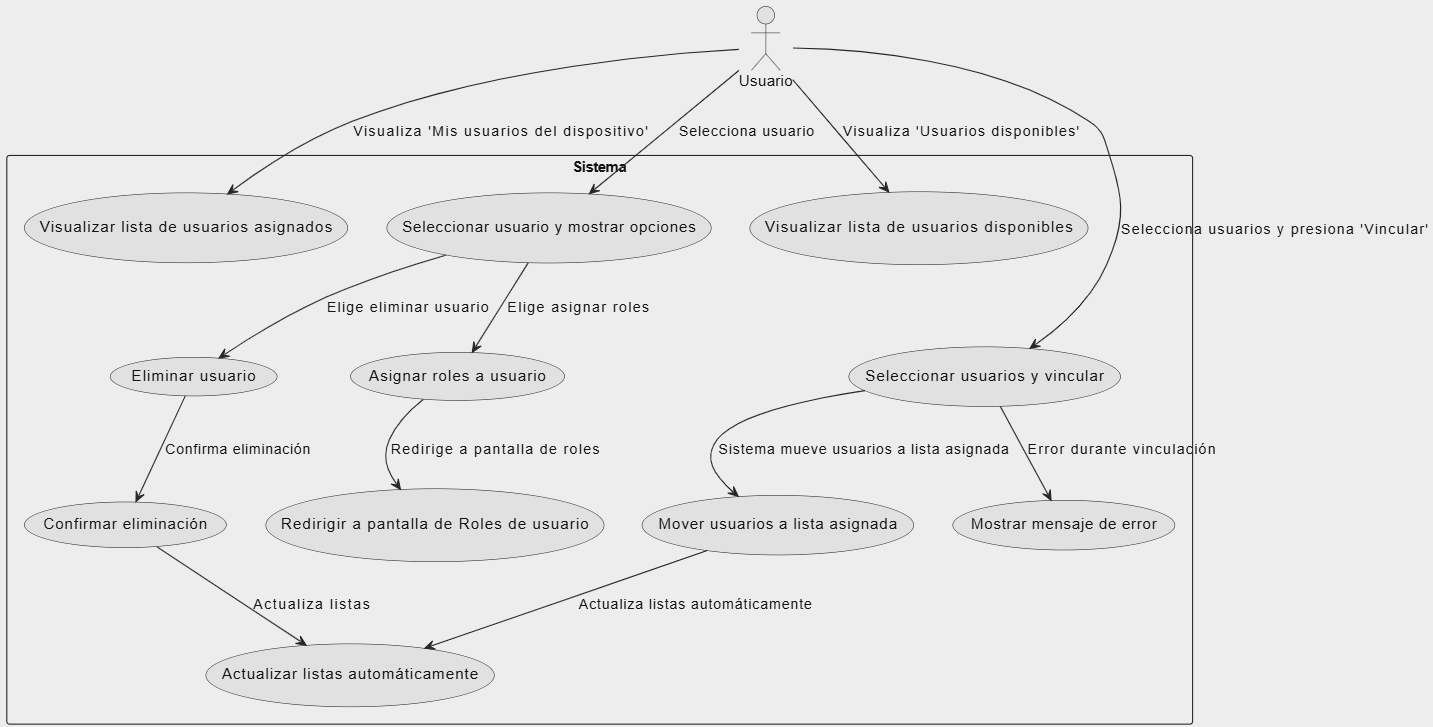 Usuario
Visualiza 'Mis usuarios del dispositivo'
Selecciona usuario
Visualiza 'Usuarios disponibles'
Sistema
Visualizar lista de usuarios asignados
Seleccionar usuario y mostrar opciones
Visualizar lista de usuarios disponibles
Selecciona usuarios y presiona 'Vincular'
Elige eliminar usuario
Elige asignar roles
Eliminar usuario
Asignar roles a usuario
Seleccionar usuarios y vincular
Confirma eliminación
Redirige a pantalla de roles
Sistema mueve usuarios a lista asignada
Error durante vinculación
Confirmar eliminación
Redirigir a pantalla de Roles de usuario
Mover usuarios a lista asignada
Mostrar mensaje de error
Actualiza listas
Actualiza listas automáticamente
Actualizar listas automáticamente